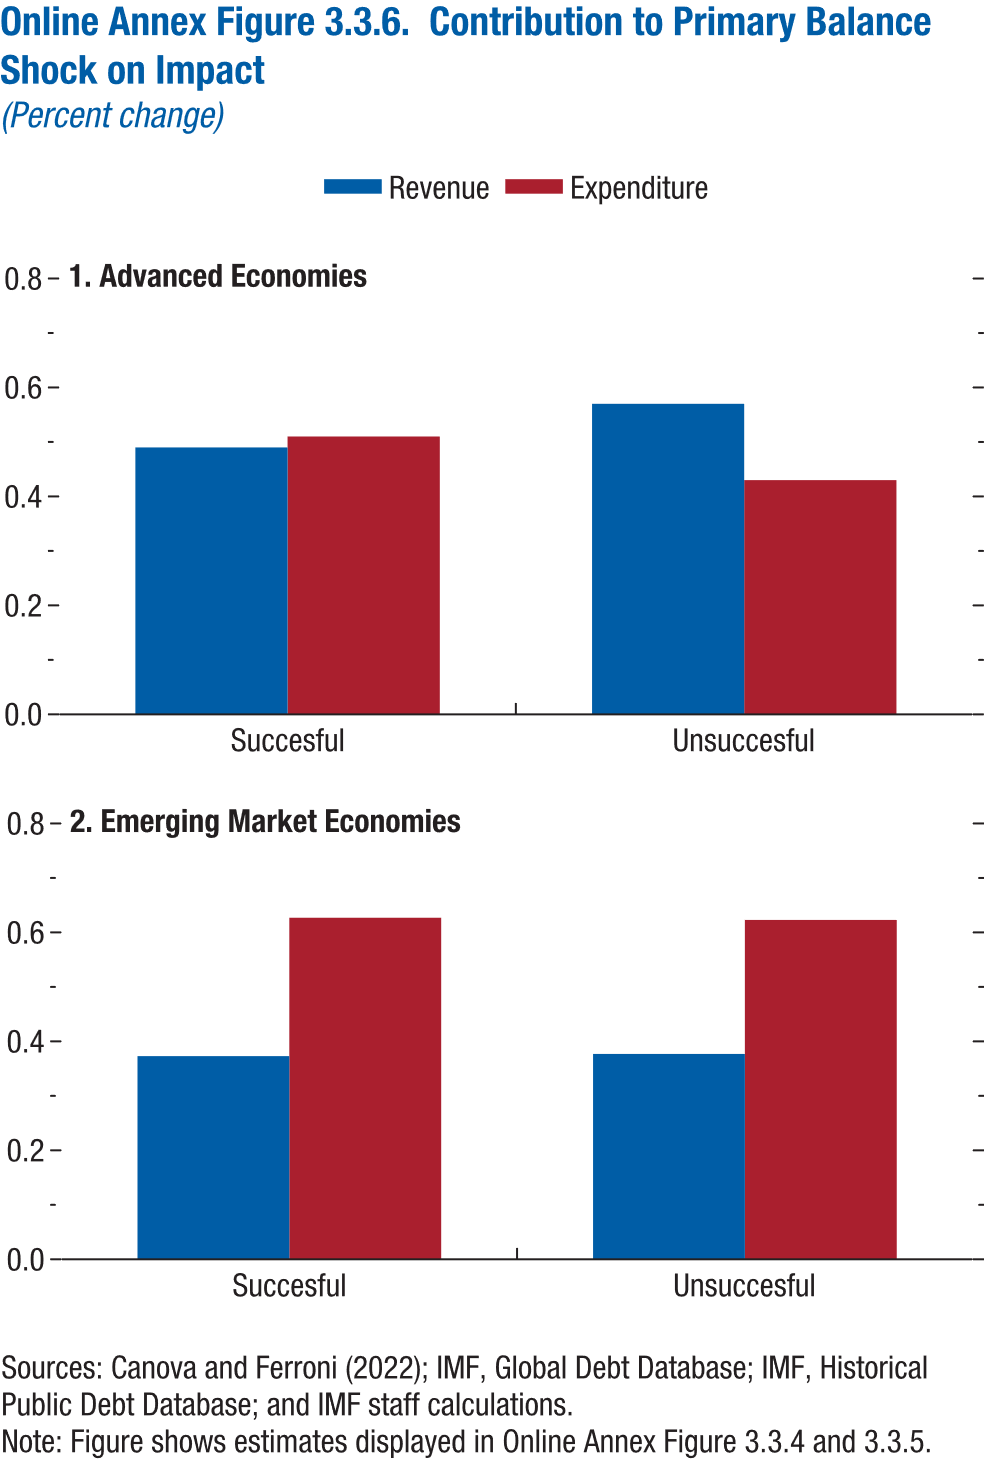 Online Annex Figure 3.3.6.  Contribution to Primary Balance
Shock on Impact
(Percent change)
Revenue
Expenditure
1. Advanced Economies
0.8
0.6
0.4
0.2
0.0
Succesful
Unsuccesful
2. Emerging Market Economies
0.8
0.6
0.4
0.2
0.0
Succesful
Unsuccesful
Sources: Canova and Ferroni (2022); IMF, Global Debt Database; IMF, Historical
Public Debt Database; and IMF staff calculations.
Note: Figure shows estimates displayed in Online Annex Figure 3.3.4 and 3.3.5.